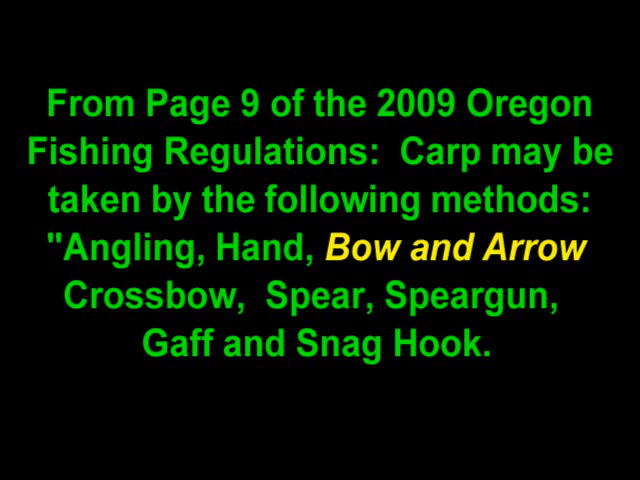 From Page 9 of the 2009 Oregon
Fishing Regulations:  Carp may be
taken by the following methods:
"Angling, Hand, Bow and Arrow
Crossbow,  Spear, Speargun,
Gaff and Snag Hook.